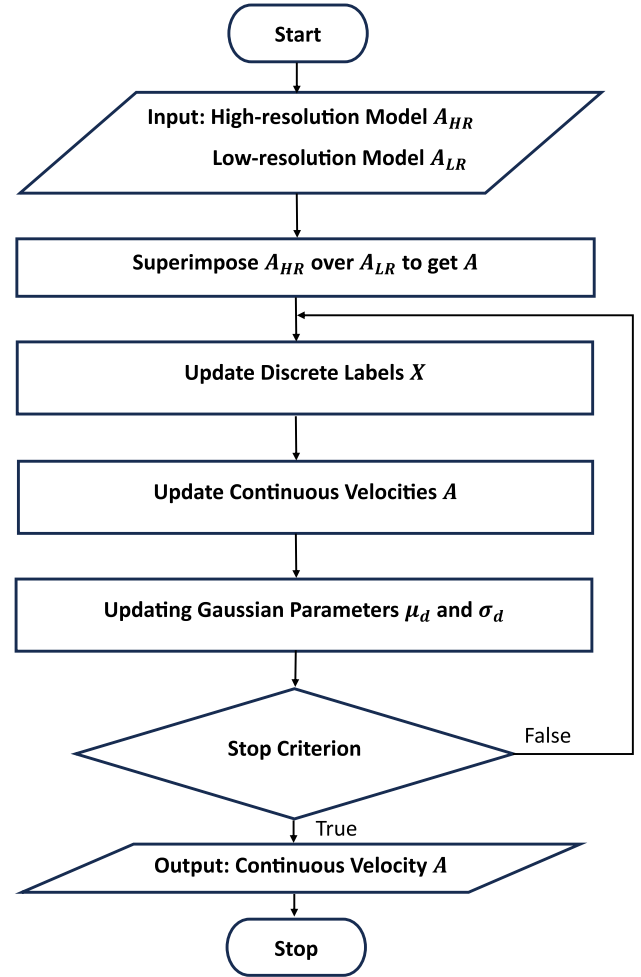 Start
Input: High-resolution Model A_HR
Low-resolution Model A_LR
Superimpose A_HR over A_LR to get A
Update Discrete Labels X
Update Continuous Velocities A
Updating Gaussian Parameters μ_d and σ_d
Stop Criterion
False
True
Output: Continuous Velocity A
Stop